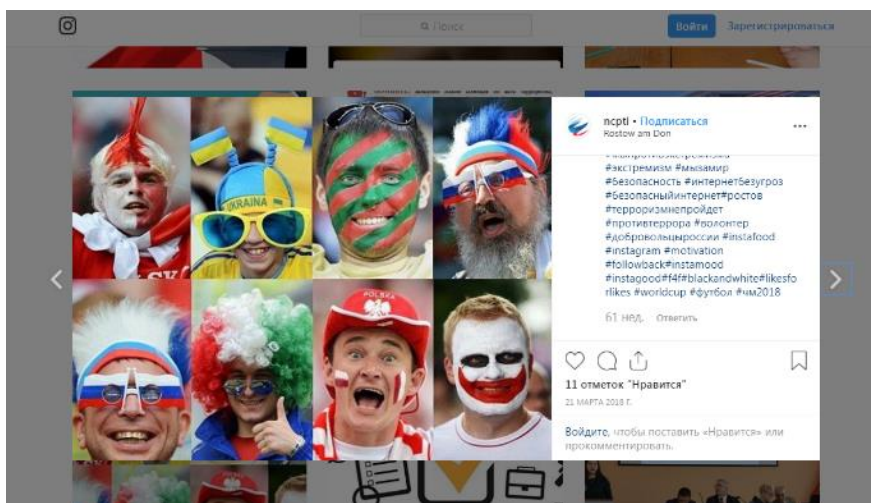 Поиск
Войти
Зарегистрироваться
UKRAINA
POLSKA
ncpti • Подписаться
Rostow am Don
#экстремизм #мызамир
#безопасность #интернетбезугроз
#безопасныйинтернет#ростов
#терроризмнепройдет
#противтеррора #волонтер
#добровольцыроссии #instafood
#instagram #motivation
#followback#instamood
#instagood#f4f#blackandwhite#likesfo
rlikes #worldcup #футбол #чм2018
61 нед. Ответить
11 отметок "Нравится"
21 МАРТА 2018 Г.
Войдите, чтобы поставить «Нравится» или
прокомментировать.